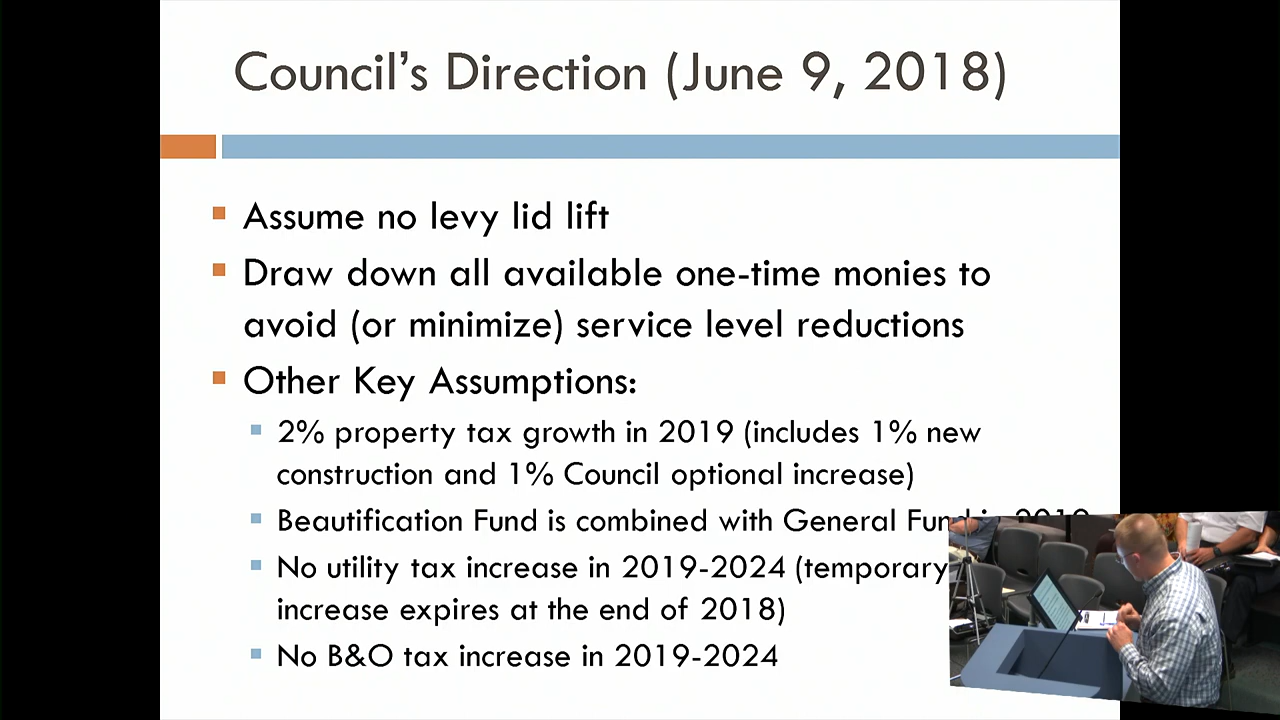 Council's Direction (June 9, 2018)
Assume no levy lid lift
Draw down all available one-time monies to
avoid (or minimize) service level reductions
Other Key Assumptions:
2% property tax growth in 2019 (includes 1% new
construction and 1% Council optional increase)
Beautification Fund is combined with General Fund in 2019
No utility tax increase in 2019-2024 (temporary
increase expires at the end of 2018)
No B&O tax increase in 2019-2024